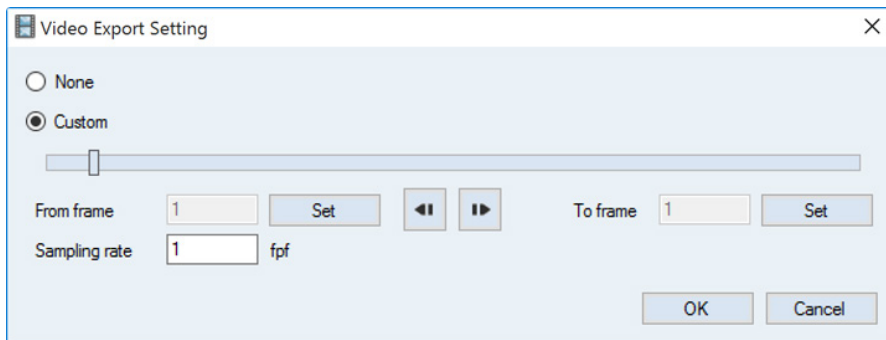 Video Export Setting
None
Custom
From frame 1 Set To frame 1 Set
Sampling rate 1 fpf
OK Cancel